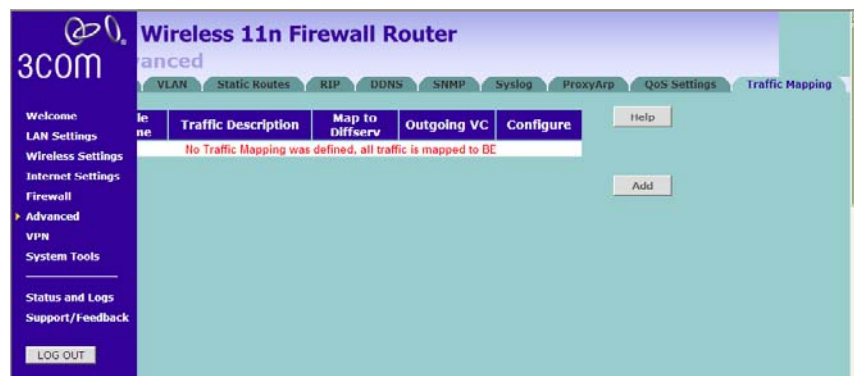 3COM
Wireless 11n Firewall Router
anced
VLAN Static Routes RIP DDNS SNMP Syslog ProxyArp QoS Settings Traffic Mapping
Welcome
LAN Settings
Wireless Settings
Internet Settings
Firewall
Advanced
VPN
System Tools
Status and Logs
Support/Feedback
LOG OUT
le
ne
Traffic Description
Map to
Diffserv
Outgoing VC
Configure
No Traffic Mapping was defined, all traffic is mapped to BE
Help
Add